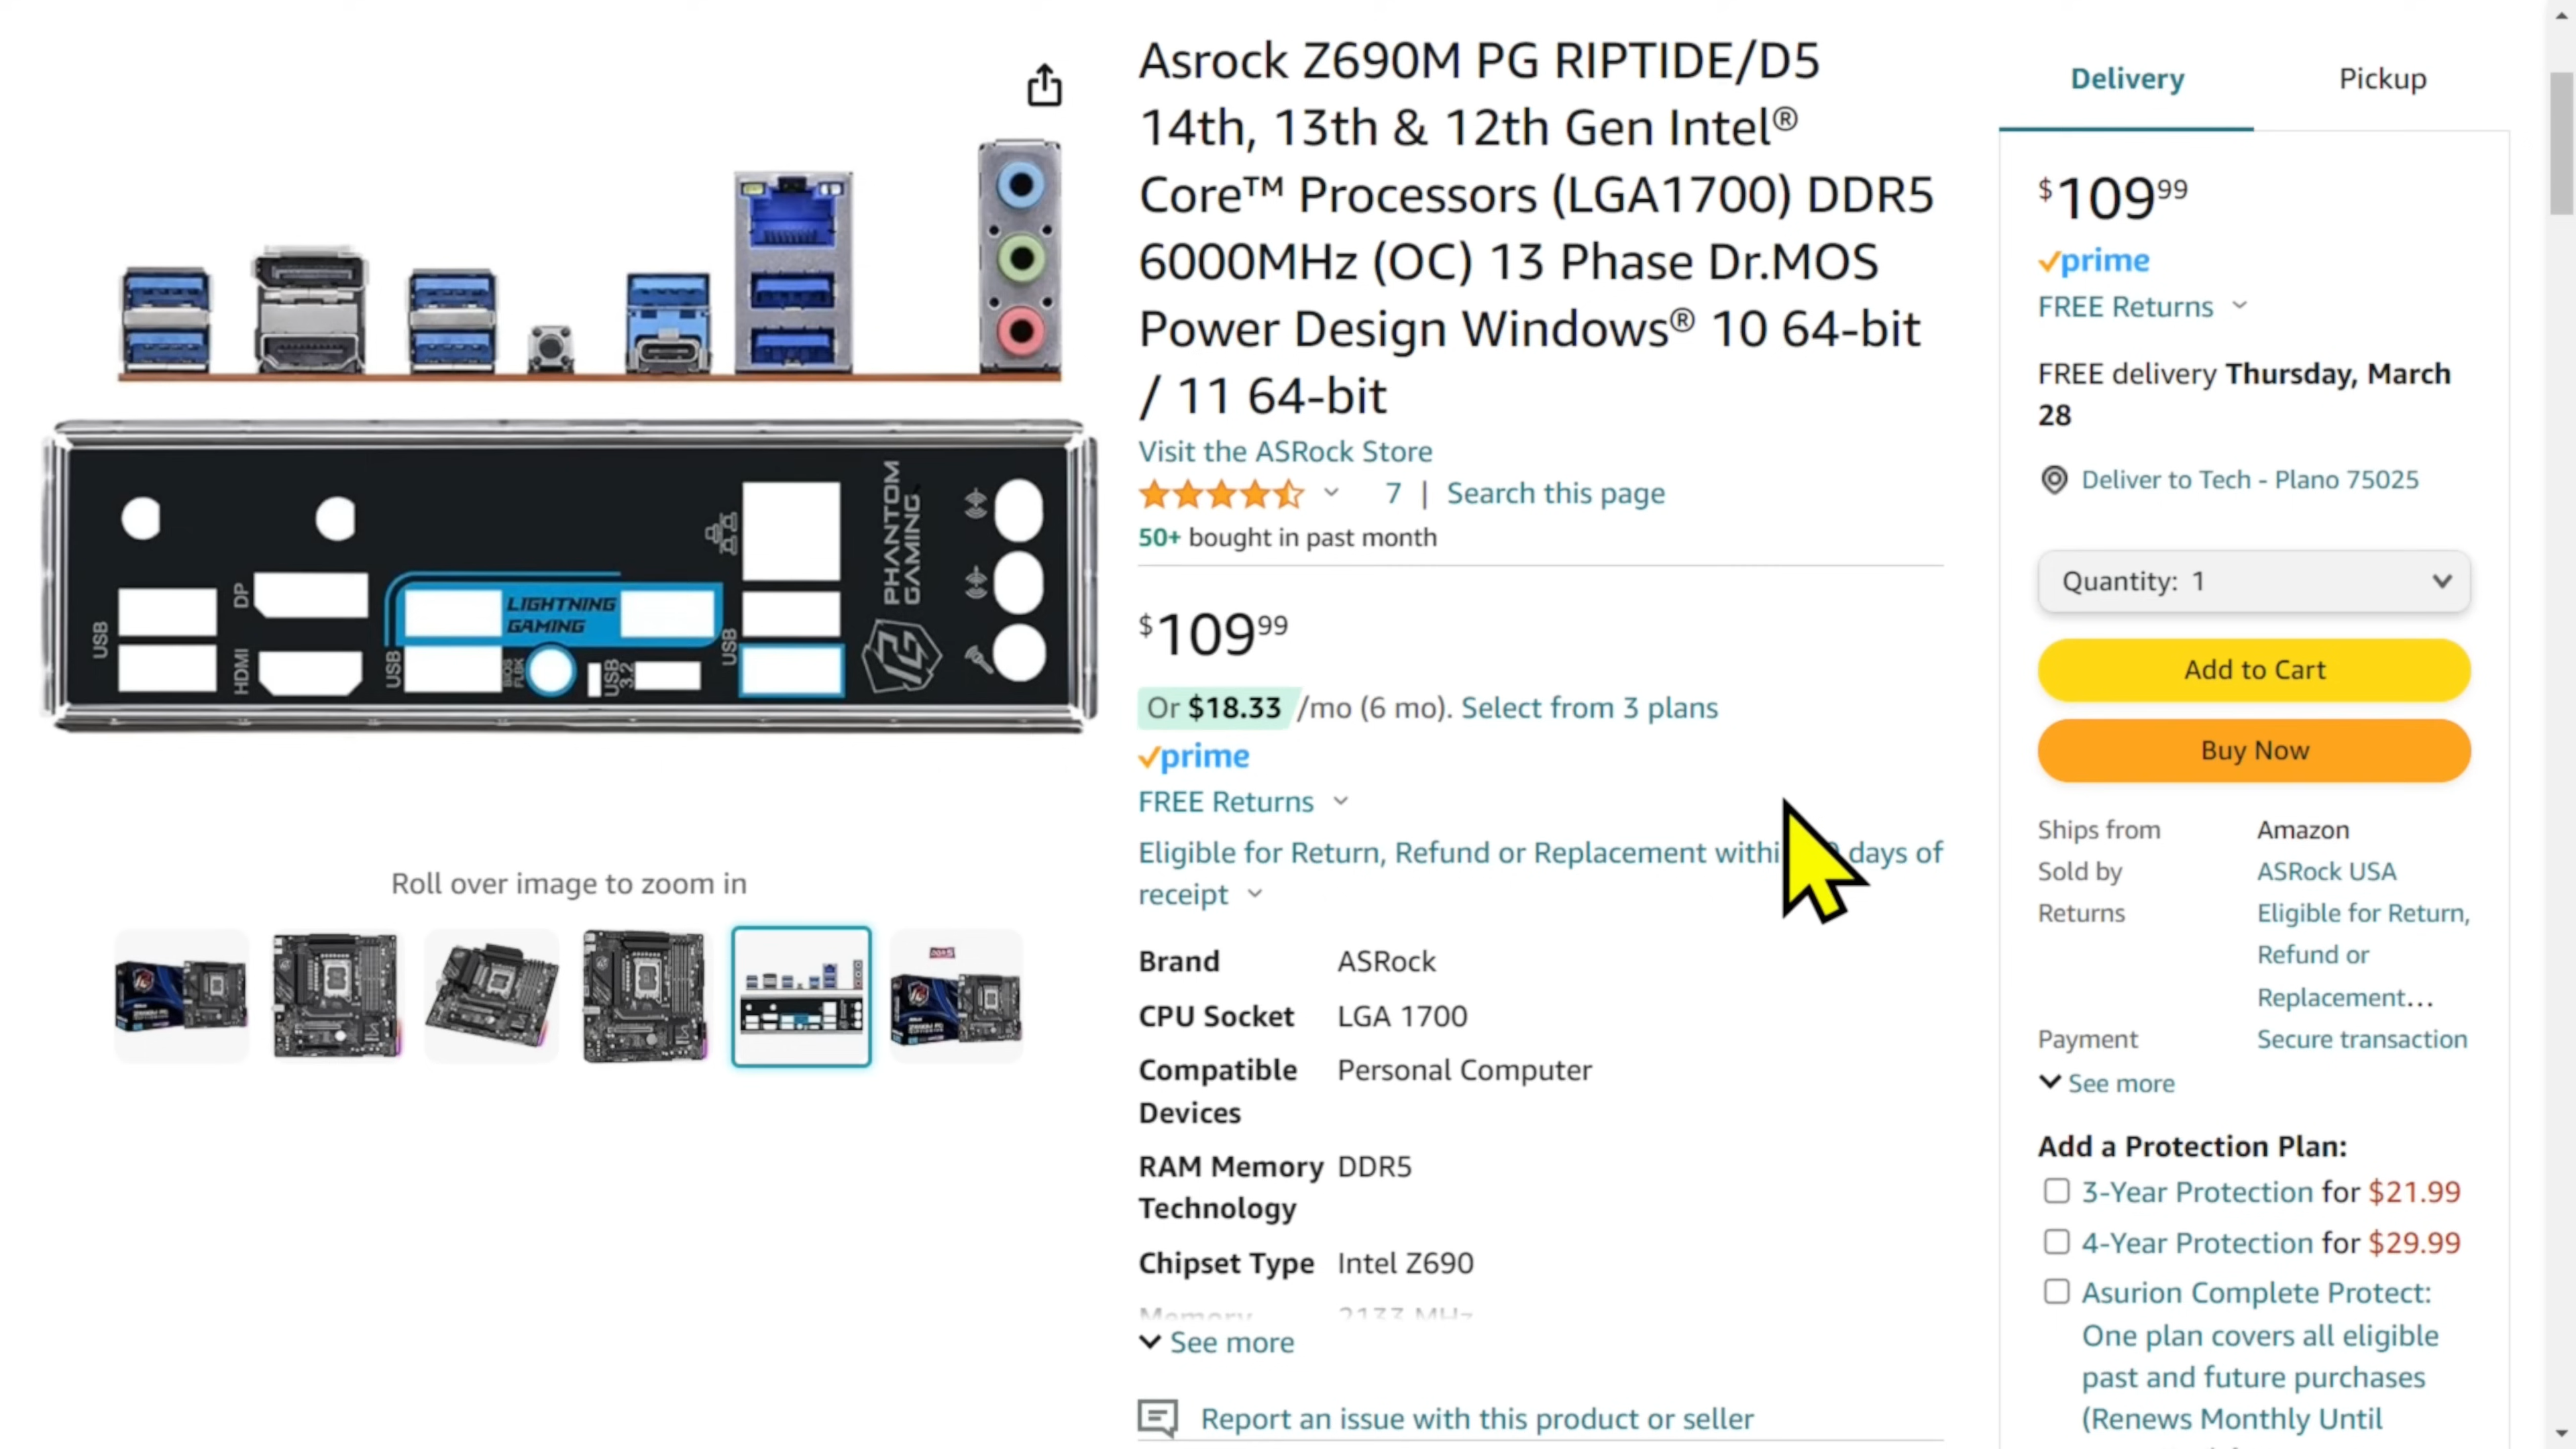 Asrock Z690M PG RIPTIDE/D5
14th, 13th & 12th Gen Intel®
Core™ Processors (LGA1700) DDR5
6000MHz (OC) 13 Phase Dr.MOS
Power Design Windows® 10 64-bit
/ 11 64-bit
Visit the ASRock Store
7 | Search this page
50+ bought in past month
$109.99
Or $18.33 /mo (6 mo). Select from 3 plans
prime
FREE Returns
Eligible for Return, Refund or Replacement days of
receipt
Brand ASRock
CPU Socket LGA 1700
Compatible Personal Computer
Devices
RAM Memory DDR5
Technology
Chipset Type Intel Z690
Memory 2133 MHz
See more
Report an issue with this product or seller
USB
DP
HDMI
USB
LIGHTNING
GAMING
BIOS
FLBK
USB
3.2
USB
PHANTOM
GAMING
Roll over image to zoom in
Delivery Pickup
$109.99
prime
FREE Returns
FREE delivery Thursday, March
28
Deliver to Tech - Plano 75025
Quantity: 1
Add to Cart
Buy Now
Ships from Amazon
Sold by ASRock USA
Returns Eligible for Return,
Refund or
Replacement...
Payment Secure transaction
See more
Add a Protection Plan:
3-Year Protection for $21.99
4-Year Protection for $29.99
Asurion Complete Protect:
One plan covers all eligible
past and future purchases
(Renews Monthly Until